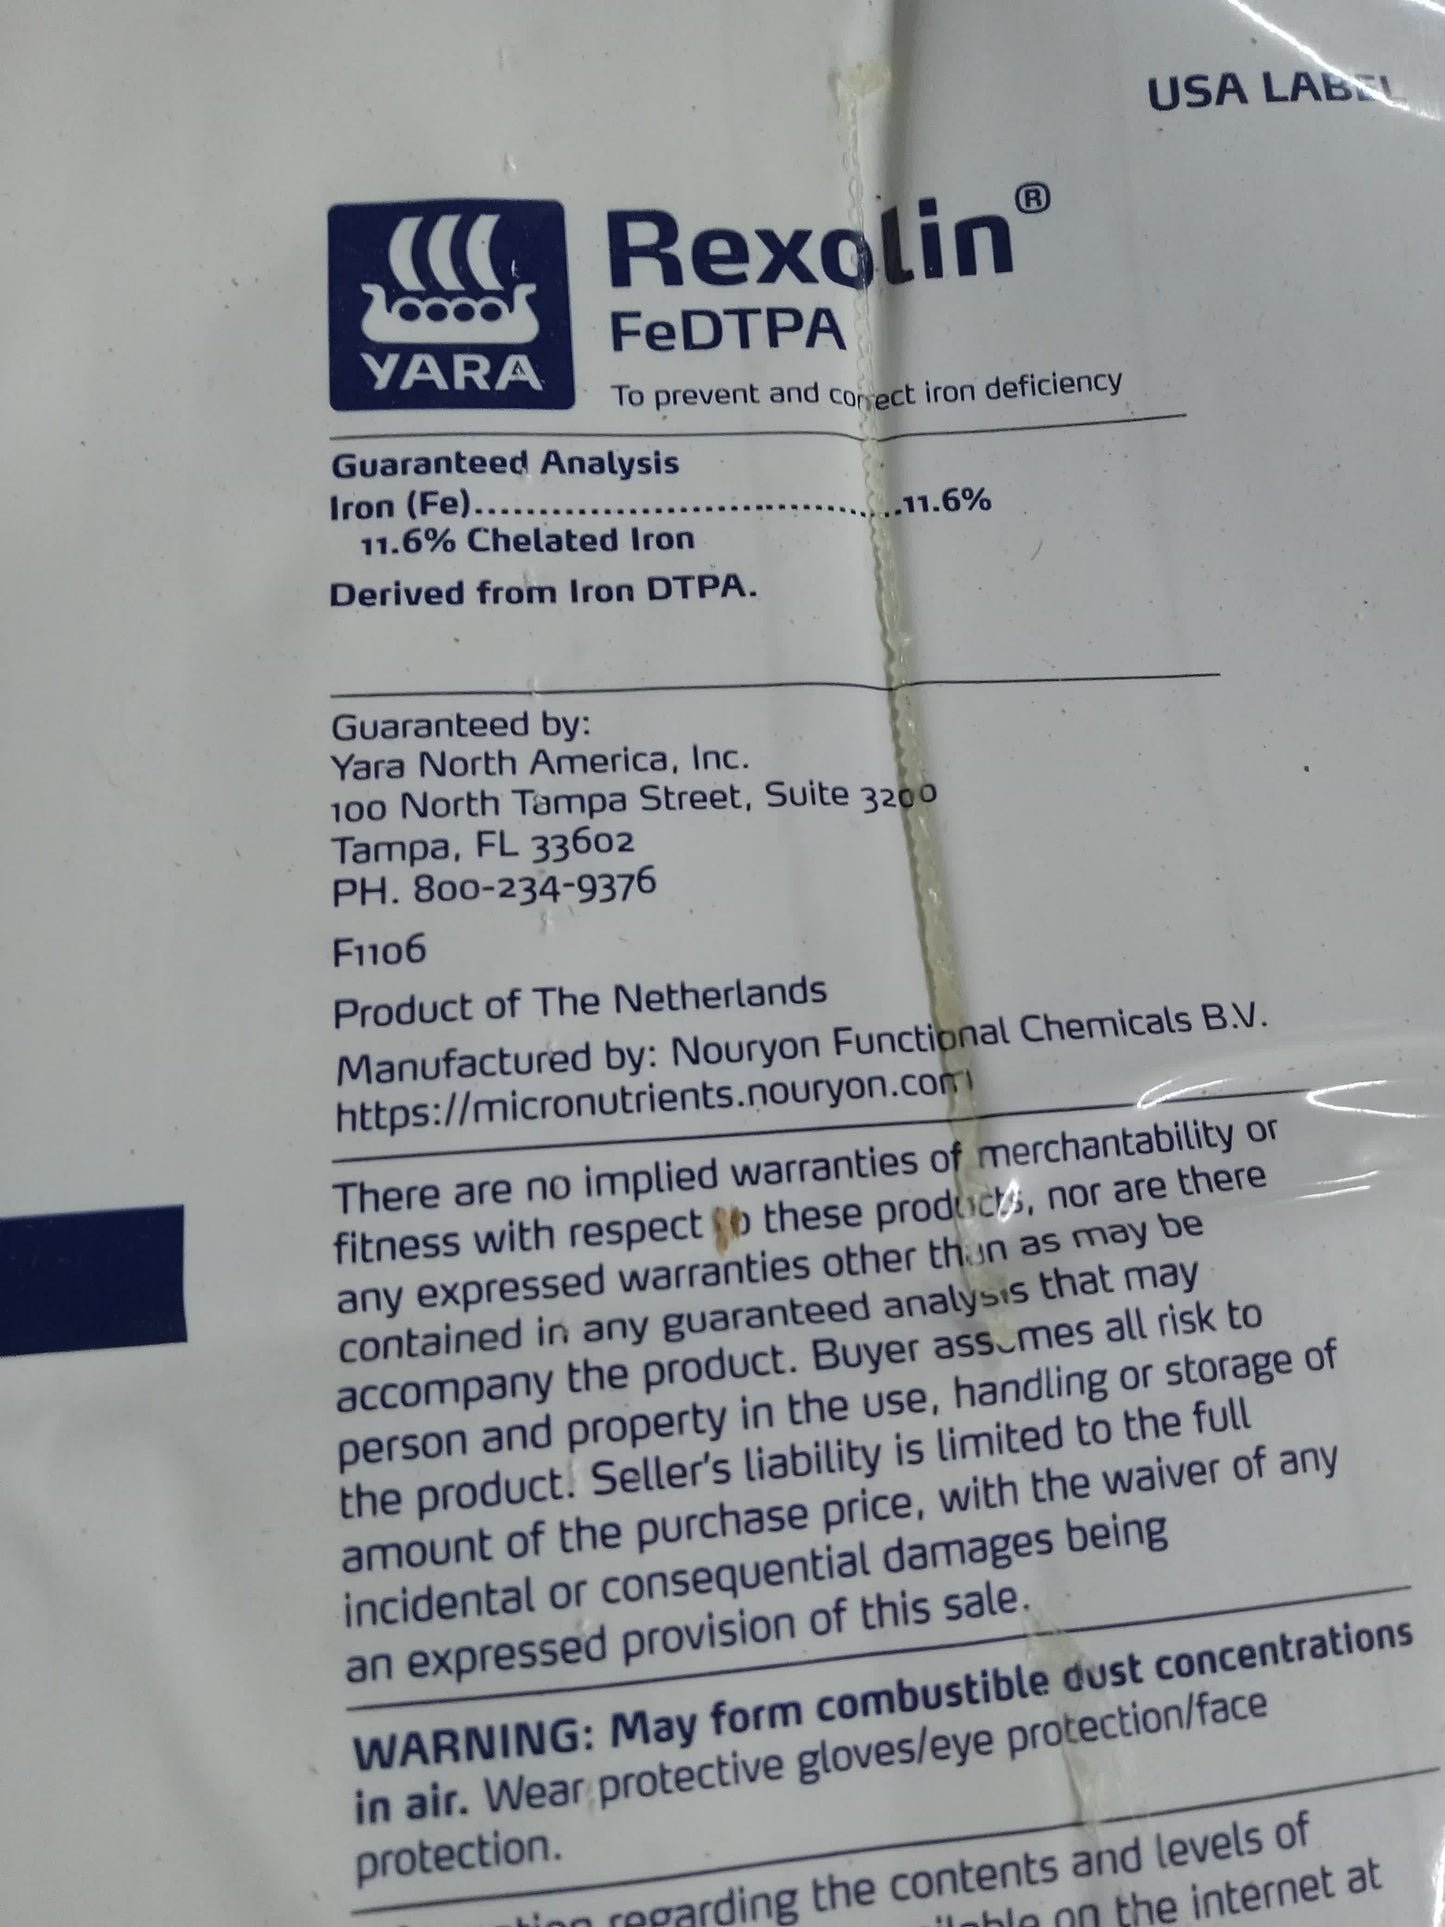 USA LABEL
YARA
Rexolin®
FeDTPA
To prevent and correct iron deficiency
Guaranteed Analysis
Iron (Fe)..........................................11.6%
11.6% Chelated Iron
Derived from Iron DTPA.
Guaranteed by:
Yara North America, Inc.
100 North Tampa Street, Suite 3200
Tampa, FL 33602
PH. 800-234-9376
F1106
Product of The Netherlands
Manufactured by: Nouryon Functional Chemicals B.V.
https://micronutrients.nouryon.com
There are no implied warranties of merchantability or
fitness with respect to these products, nor are there
any expressed warranties other than as may be
contained in any guaranteed analysis that may
accompany the product. Buyer assumes all risk to
person and property in the use, handling or storage of
the product. Seller's liability is limited to the full
amount of the purchase price, with the waiver of any
incidental or consequential damages being
an expressed provision of this sale.
WARNING: May form combustible dust concentrations
in air. Wear protective gloves/eye protection/face
protection.
regarding the contents and levels of
on the internet at